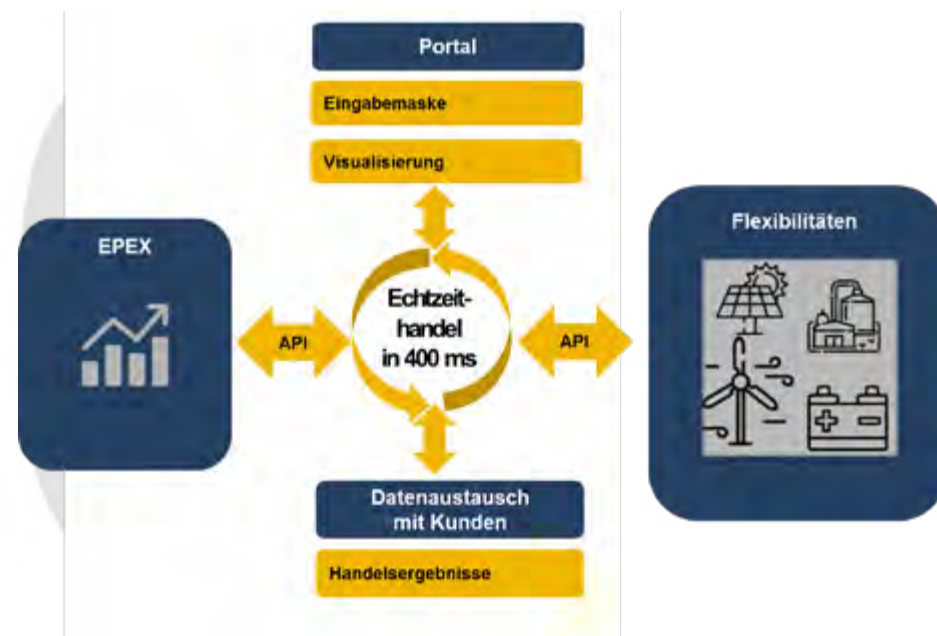 Portal
Eingabemaske
Visualisierung
EPEX
API
Echtzeit-
handel
in 400 ms
API
Flexibilitäten
Datenaustausch
mit Kunden
Handelsergebnisse